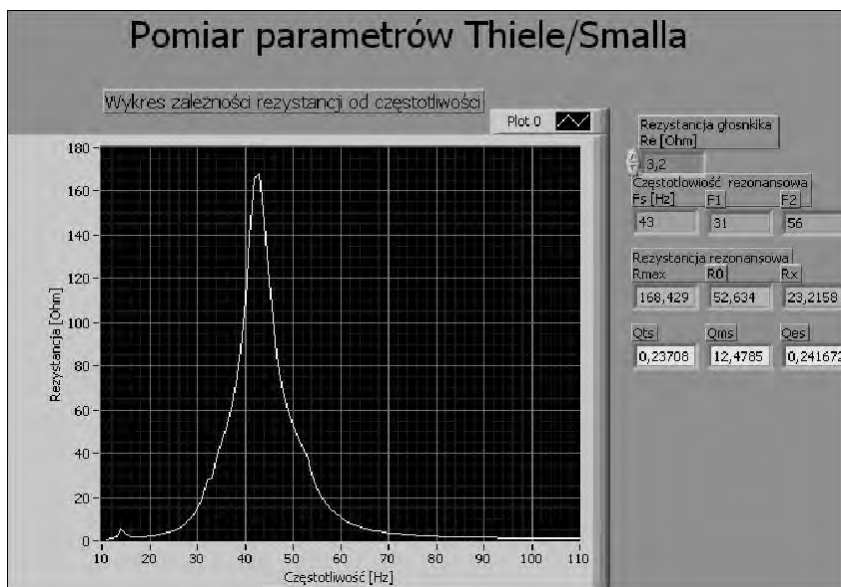 Pomiar parametrów Thiele/Smalla
Wykres zależności rezystancji od częstotliwości
Plot 0
Rezystancja [Ohm]
180
160
140
120
100
80
60
40
20
0
10 20 30 40 50 60 70 80 90 100 110
Częstotliwość [Hz]
Rezystancja głosnkika
Re [Ohm]
3,2
Częstotlowiość rezonansowa
Fs [Hz] F1 F2
43 31 56
Rezystancja rezonansowa
Rmax R0 Rx
168,429 52,634 23,2158
Qts Qms Qes
0,23708 12,4785 0,241672